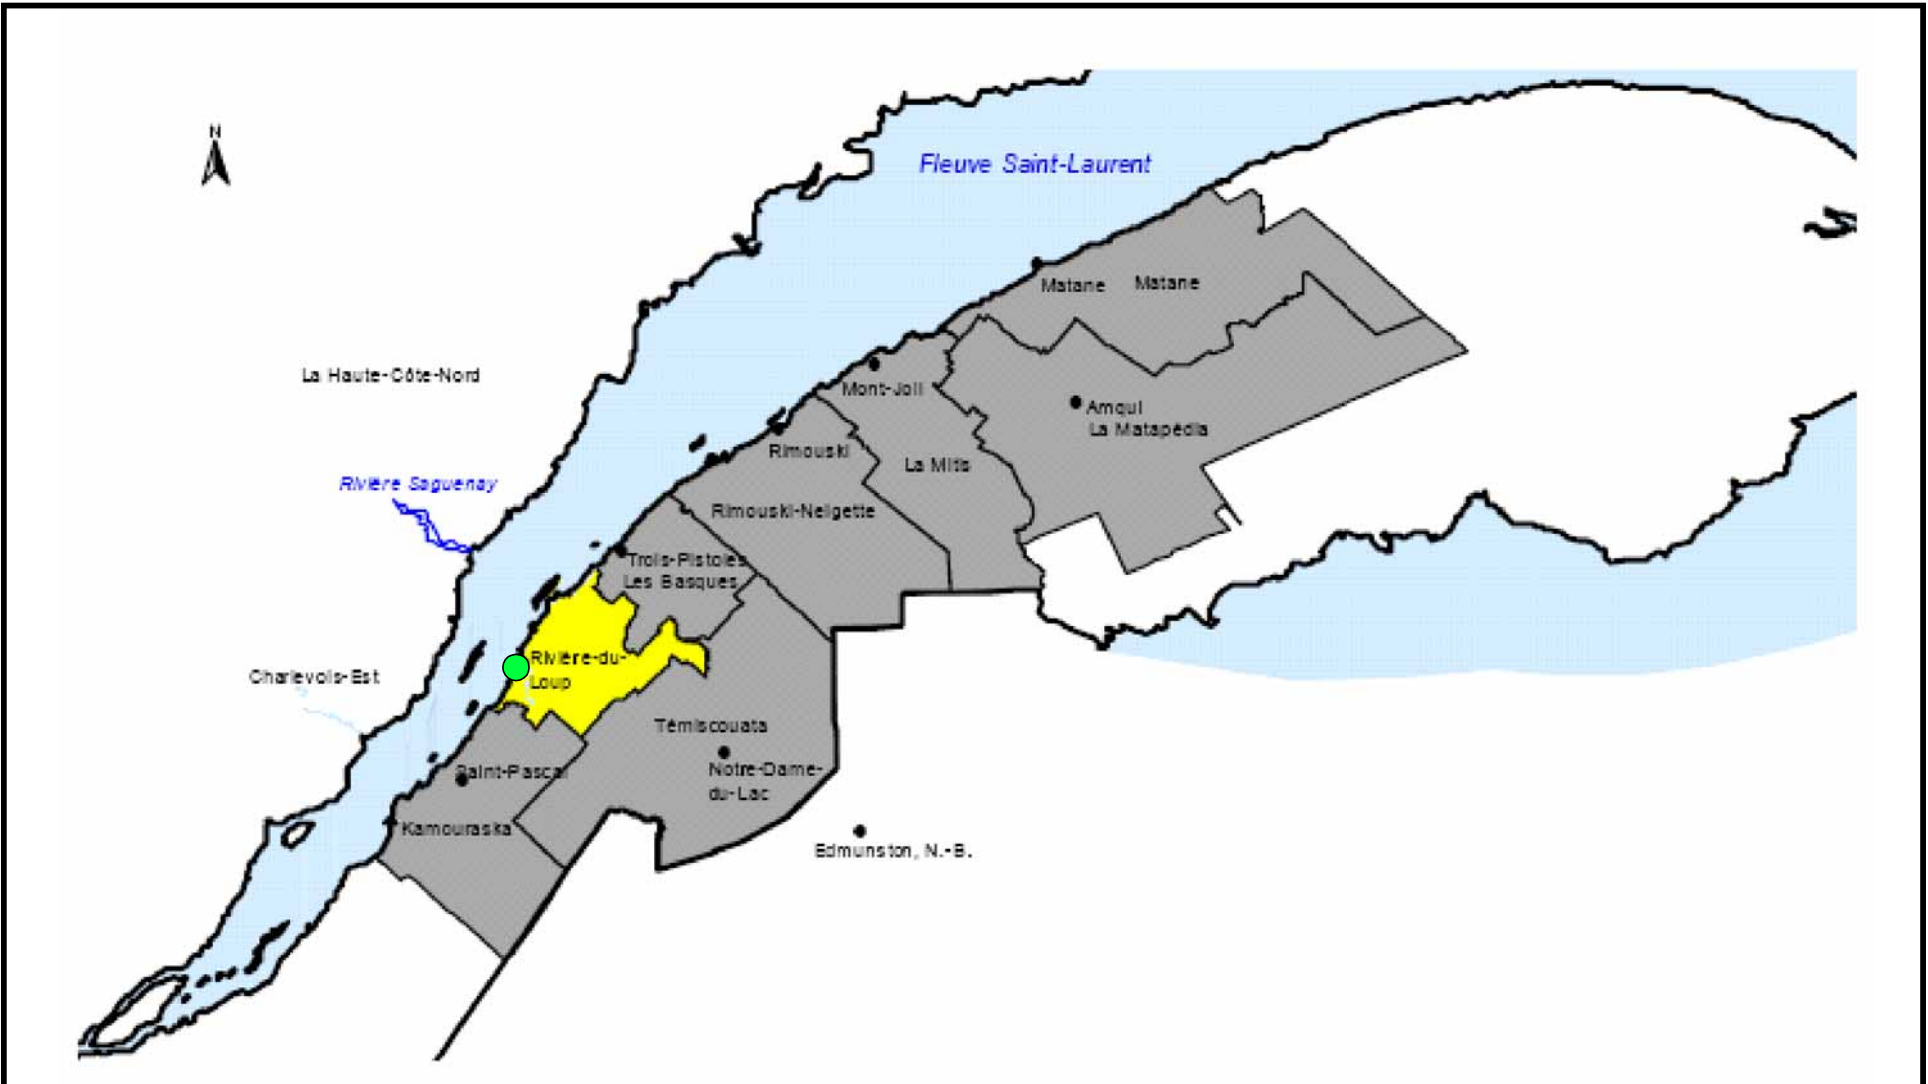 N
Fleuve Saint-Laurent
Matane
Matane
La Haute-Côte-Nord
Mont-Joli
Amqui
La Matapédia
Rimouski
La Mitis
Rivière Saguenay
Rimouski-Neigette
Trois-Pistoles
Les Basques
Rivière-du-
Loup
Charlevoix-Est
Témiscouata
Saint-Pascal
Notre-Dame-
du-Lac
Kamouraska
Edmunston, N.-B.